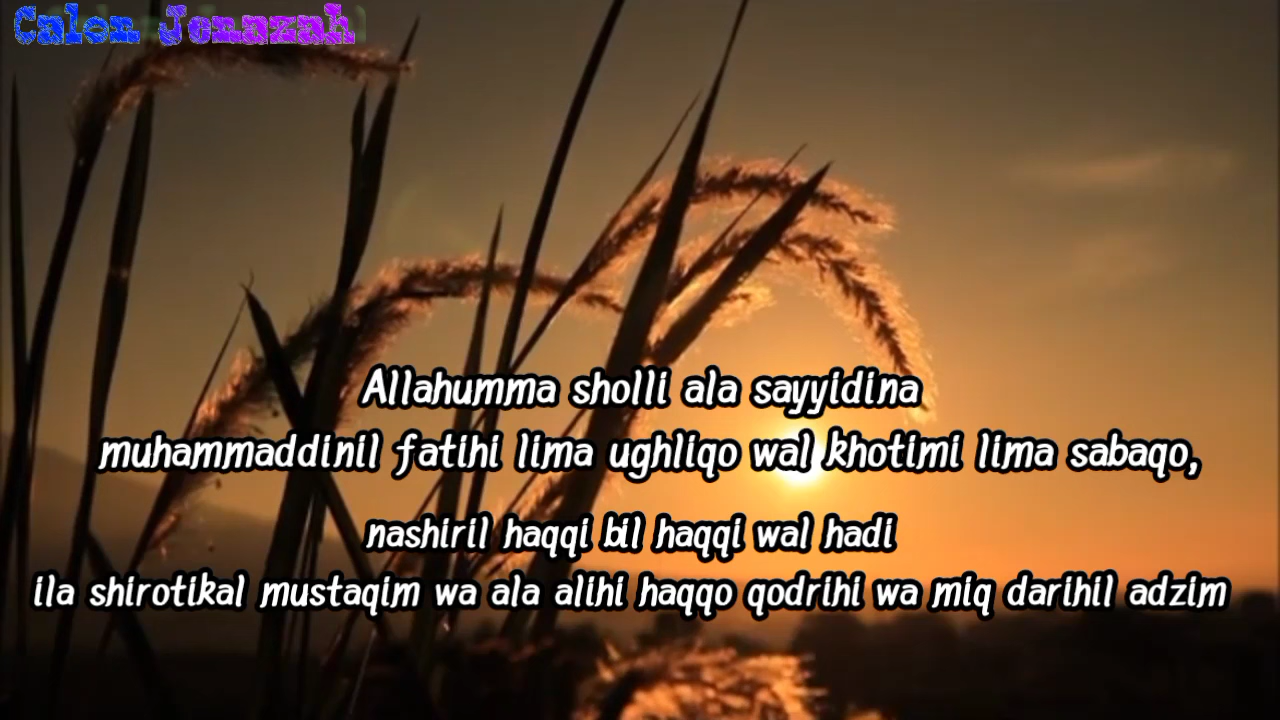 Calon Jenazah
Allahumma sholli ala sayyidina
muhammaddinil fatihi lima ughliqo wal khotimi lima sabaqo,
nashiril haqqi bil haqqi wal hadi
ila shirotikal mustaqim wa ala alihi haqqo qodrihi wa miq darihil adzim